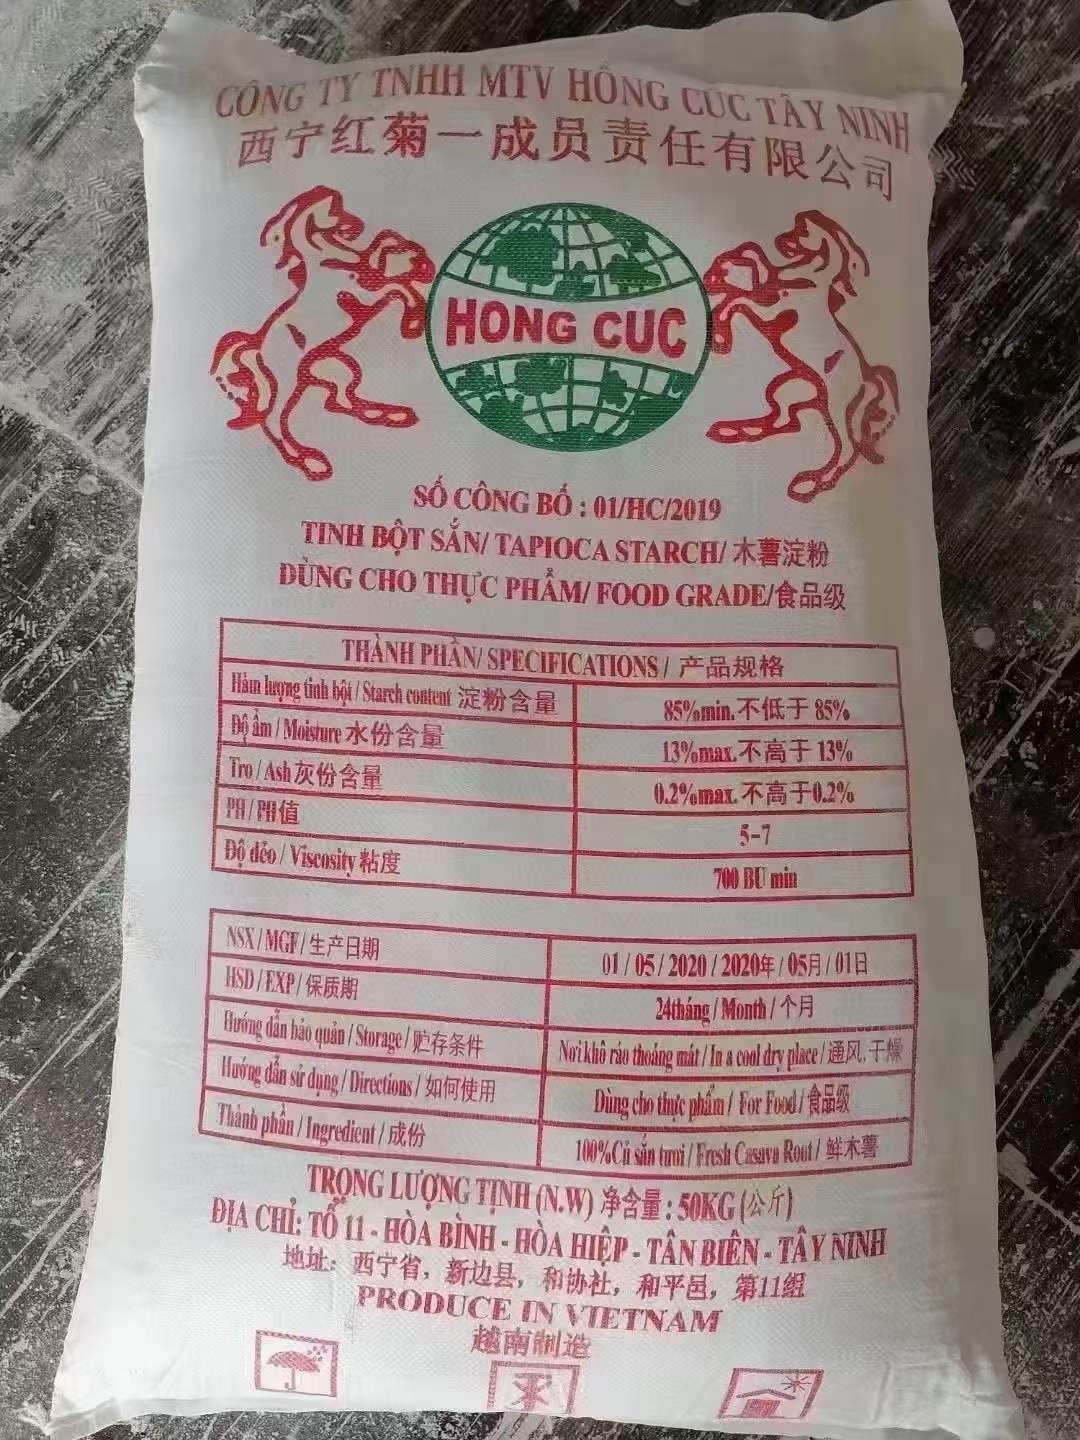 CÔNG TY TNHH MTV HỒNG CÚC TÂY NINH
西宁红菊一成员责任有限公司
HONG CUC
SỐ CÔNG BỐ : 01/HC/2019
TINH BỘT SẮN/ TAPIOCA STARCH/ 木薯淀粉
DÙNG CHO THỰC PHẨM/ FOOD GRADE/食品级
THÀNH PHẦN/ SPECIFICATIONS / 产品规格
Hàm lượng tinh bột / Starch content 淀粉含量 85%min.不低于 85%
Độ ẩm / Moisture 水份含量 13%max.不高于 13%
Tro / Ash 灰份含量 0.2%max.不高于0.2%
PH / PH 值 5-7
Độ dẻo / Viscosity 粘度 700 BU min
NSX / MGF / 生产日期 01 / 05 / 2020 / 2020年 / 05月 / 01日
HSD / EXP / 保质期 24tháng / Month / 个月
Hướng dẫn bảo quản / Storage / 贮存条件 Nơi khô ráo thoáng mát / In a cool dry place / 通风,干燥
Hướng dẫn sử dụng / Directions / 如何使用 Dùng cho thực phẩm / For Food / 食品级
Thành phần / Ingredient / 成份 100%Củ sắn tươi / Fresh Casava Root / 鲜木薯
TRỌNG LƯỢNG TỊNH (N.W) 净含量 : 50KG (公斤)
ĐỊA CHỈ: TỔ 11 - HÒA BÌNH - HÒA HIỆP - TÂN BIÊN - TÂY NINH
地址: 西宁省, 新边县, 和协社, 和平邑, 第11组
PRODUCE IN VIETNAM
越南制造